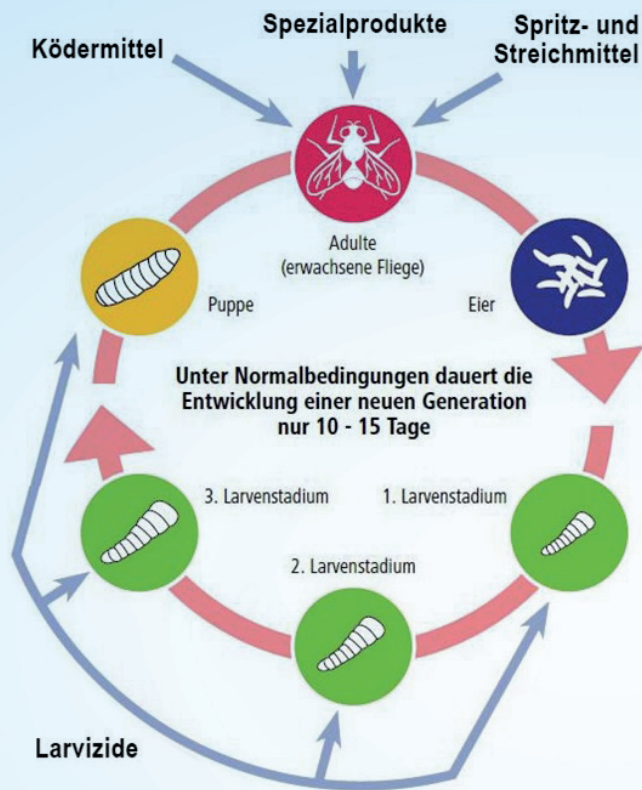 Ködermittel
Spezialprodukte
Spritz- und
Streichmittel
Adulte
(erwachsene Fliege)
Puppe
Eier
Unter Normalbedingungen dauert die
Entwicklung einer neuen Generation
nur 10 - 15 Tage
3. Larvenstadium
1. Larvenstadium
2. Larvenstadium
Larvizide